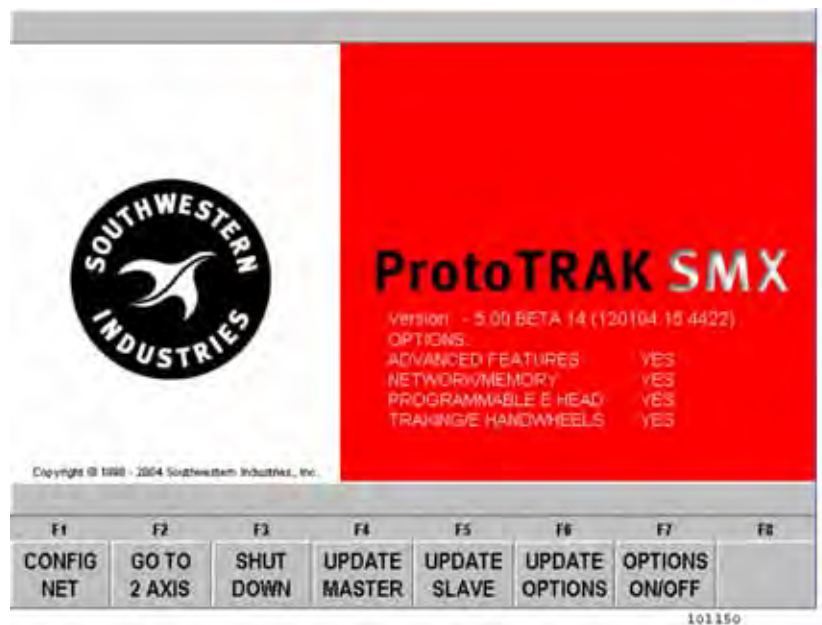 SOUTHWESTERN
INDUSTRIES
ProtoTRAK SMX
Version - 5.00 BETA 14 (120104.15.4422)
OPTIONS:
ADVANCED FEATURES YES
NETWORK/MEMORY YES
PROGRAMMABLE E HEAD YES
TRAKING/E HANDWHEELS YES
Copyright © 1998 - 2004 Southwestern Industries, Inc.
F1 F2 F3 F4 F5 F6 F7 F8
CONFIG GO TO SHUT UPDATE UPDATE UPDATE OPTIONS
NET 2 AXIS DOWN MASTER SLAVE OPTIONS ON/OFF
101150